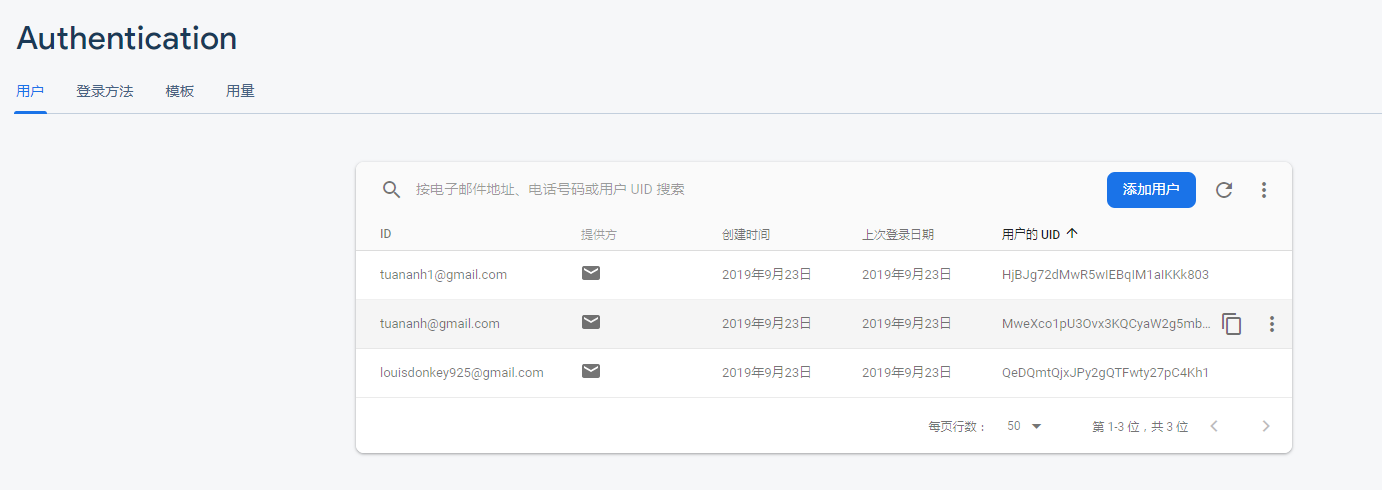 Authentication
用户 登录方法 模板 用量
按电子邮件地址、电话号码或用户 UID 搜索 添加用户
ID 提供方 创建时间 上次登录日期 用户的 UID
tuananh1@gmail.com 2019年9月23日 2019年9月23日 HjBJg72dMwR5wIEBqIM1aIKKk803
tuananh@gmail.com 2019年9月23日 2019年9月23日 MweXco1pU3Ovx3KQCyaW2g5mb...
louisdonkey925@gmail.com 2019年9月23日 2019年9月23日 QeDQmtQjxJPy2gQTFwty27pC4Kh1
每页行数： 50 第 1-3 位，共 3 位